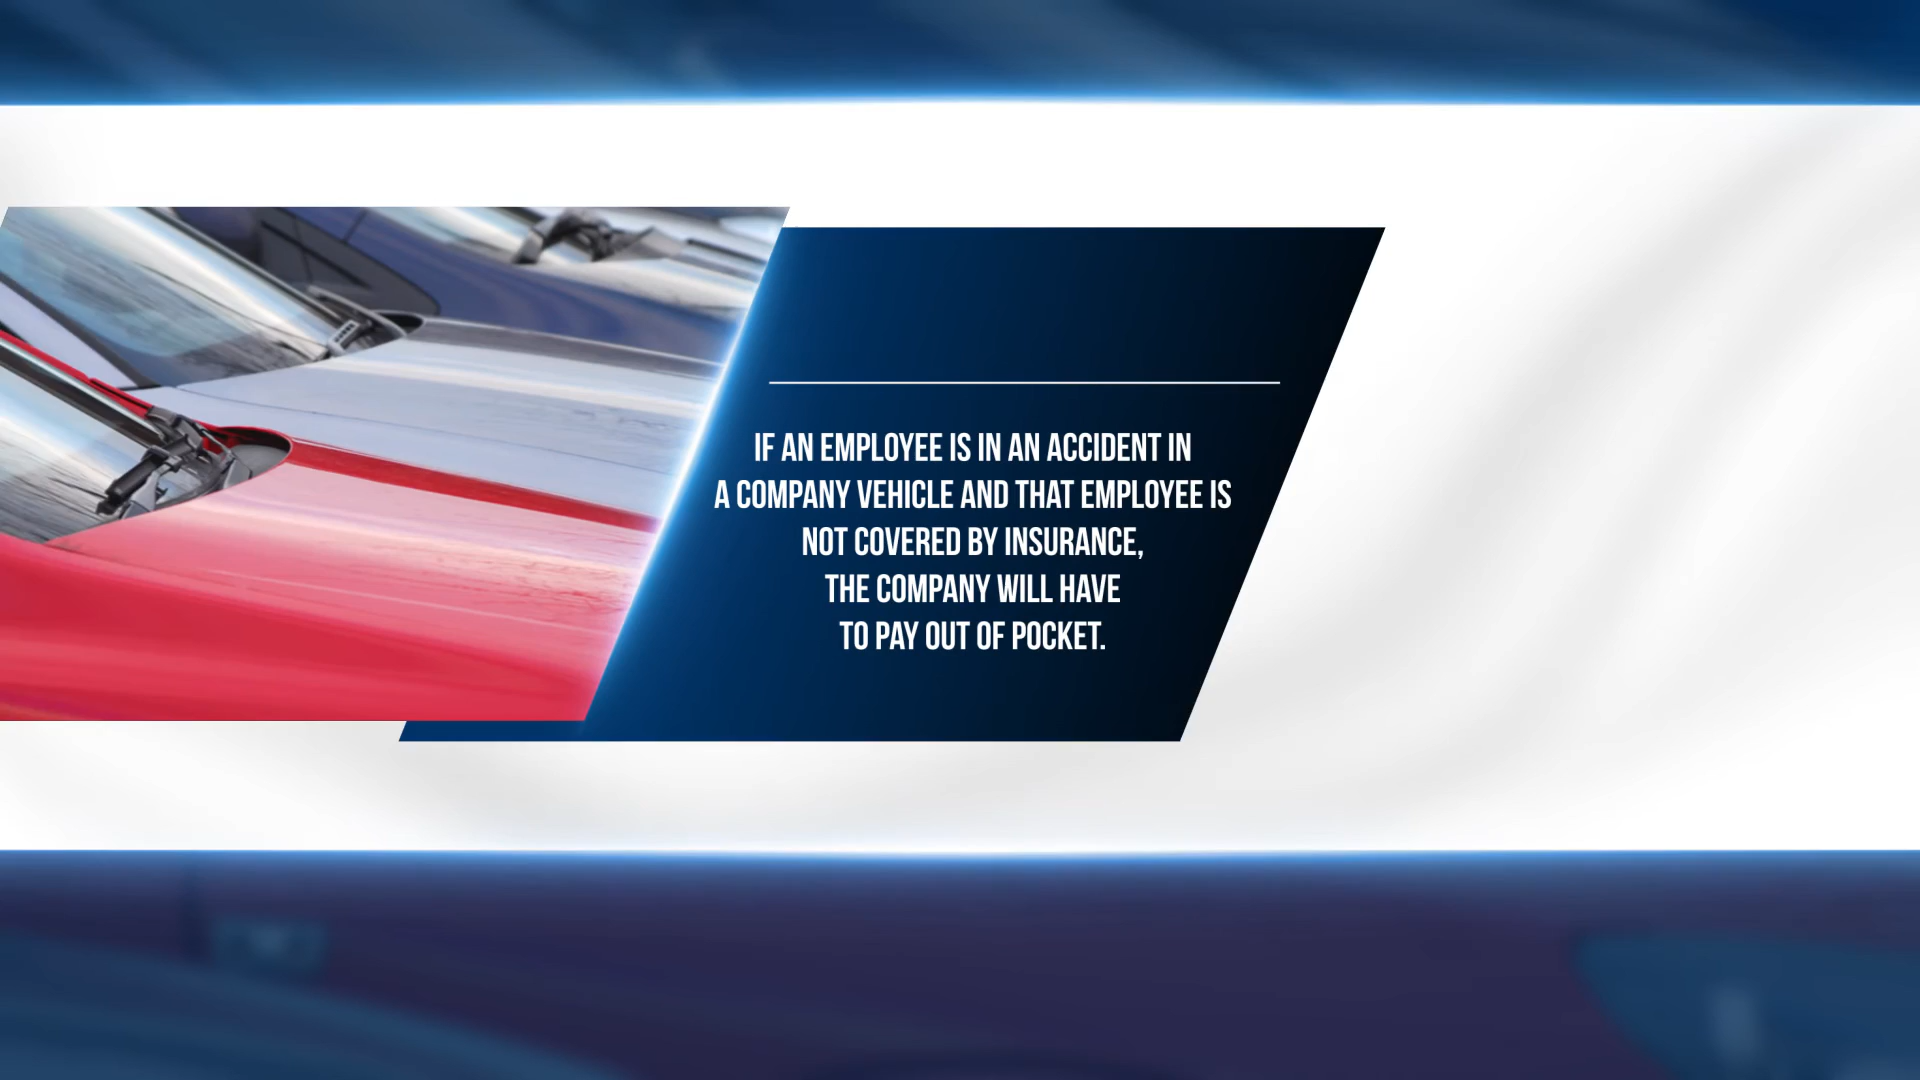 IF AN EMPLOYEE IS IN AN ACCIDENT IN
A COMPANY VEHICLE AND THAT EMPLOYEE IS
NOT COVERED BY INSURANCE,
THE COMPANY WILL HAVE
TO PAY OUT OF POCKET.